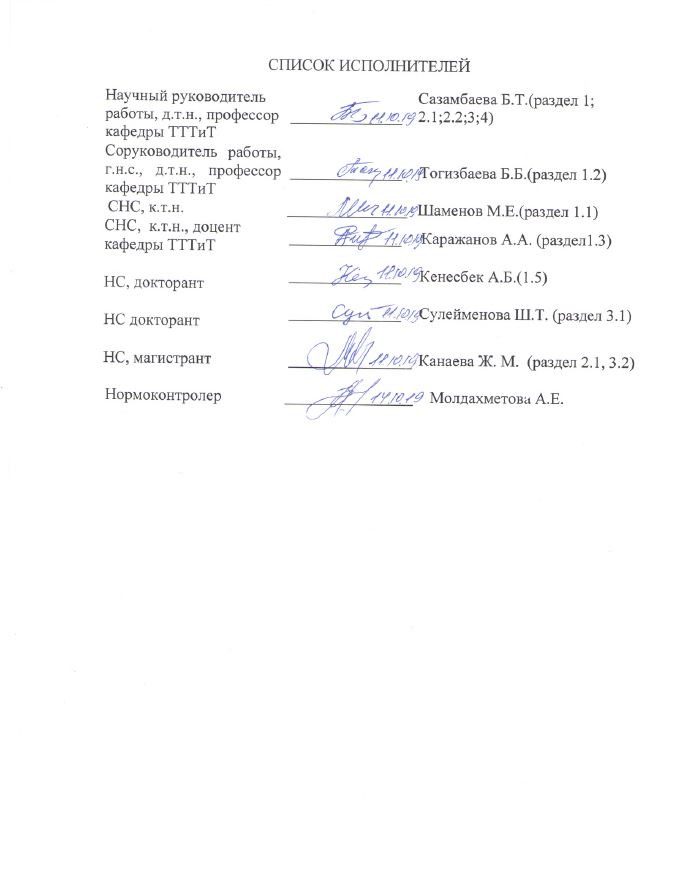 СПИСОК ИСПОЛНИТЕЛЕЙ
Научный руководитель
работы, д.т.н., профессор
кафедры ТТТиТ
11.10.19
Сазамбаева Б.Т.(раздел 1;
2.1;2.2;3;4)
Соруководитель работы,
г.н.с., д.т.н., профессор
кафедры ТТТиТ
11.10.19
Тогизбаева Б.Б.(раздел 1.2)
СНС, к.т.н. 11.10.19 Шаменов М.Е.(раздел 1.1)
СНС, к.т.н., доцент
кафедры ТТТиТ
11.10.19
Каражанов А.А. (раздел1.3)
НС, докторант 11.10.19 Кенесбек А.Б.(1.5)
НС докторант 11.10.19 Сулейменова Ш.Т. (раздел 3.1)
НС, магистрант 11.10.19 Канаева Ж. М. (раздел 2.1, 3.2)
Нормоконтролер 14.10.19 Молдахметова А.Е.